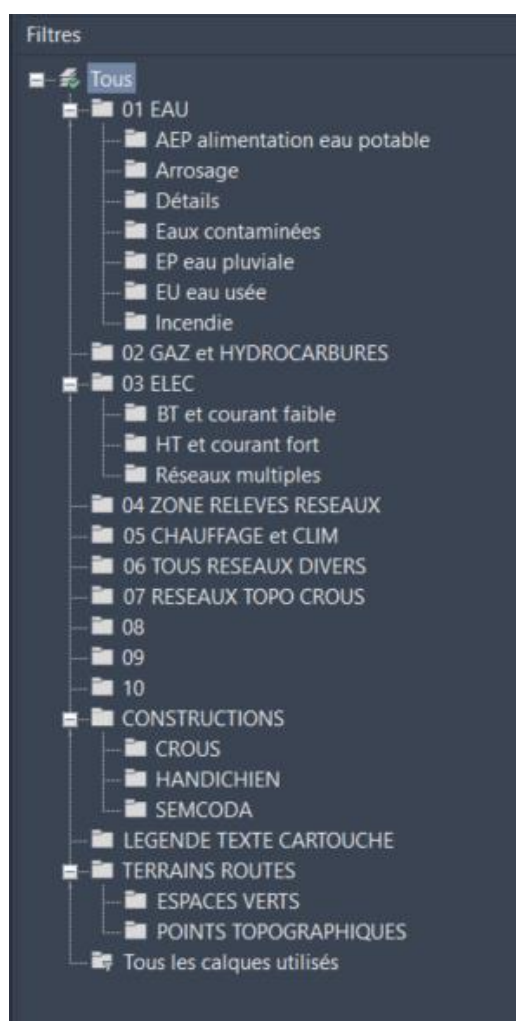 Filtres
Tous
01 EAU
AEP alimentation eau potable
Arrosage
Détails
Eaux contaminées
EP eau pluviale
EU eau usée
Incendie
02 GAZ et HYDROCARBURES
03 ELEC
BT et courant faible
HT et courant fort
Réseaux multiples
04 ZONE RELEVES RESEAUX
05 CHAUFFAGE et CLIM
06 TOUS RESEAUX DIVERS
07 RESEAUX TOPO CROUS
08
09
10
CONSTRUCTIONS
CROUS
HANDICHIEN
SEMCODA
LEGENDE TEXTE CARTOUCHE
TERRAINS ROUTES
ESPACES VERTS
POINTS TOPOGRAPHIQUES
Tous les calques utilisés